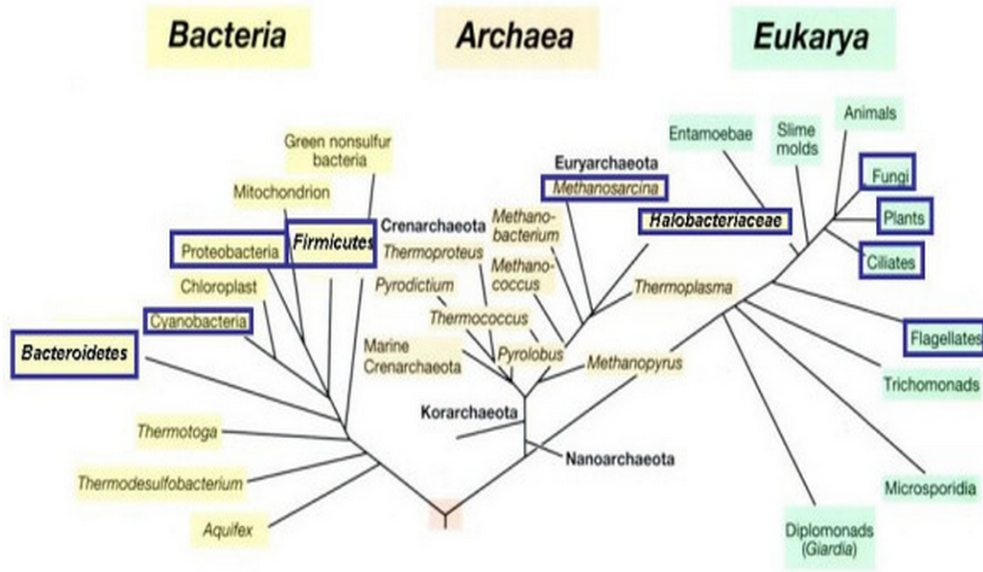 Bacteria
Archaea
Eukarya
Green nonsulfur
bacteria
Mitochondrion
Proteobacteria
Firmicutes
Chloroplast
Cyanobacteria
Bacteroidetes
Thermotoga
Thermodesulfobacterium
Aquifex
Crenarchaeota
Thermoproteus
Pyrodictium
Thermococcus
Marine
Crenarchaeota
Pyrolobus
Methano-
bacterium
Methano-
coccus
Euryarchaeota
Methanosarcina
Halobacteriaceae
Thermoplasma
Methanopyrus
Korarchaeota
Nanoarchaeota
Entamoebae
Slime
molds
Animals
Fungi
Plants
Ciliates
Flagellates
Trichomonads
Microsporidia
Diplomonads
(Giardia)